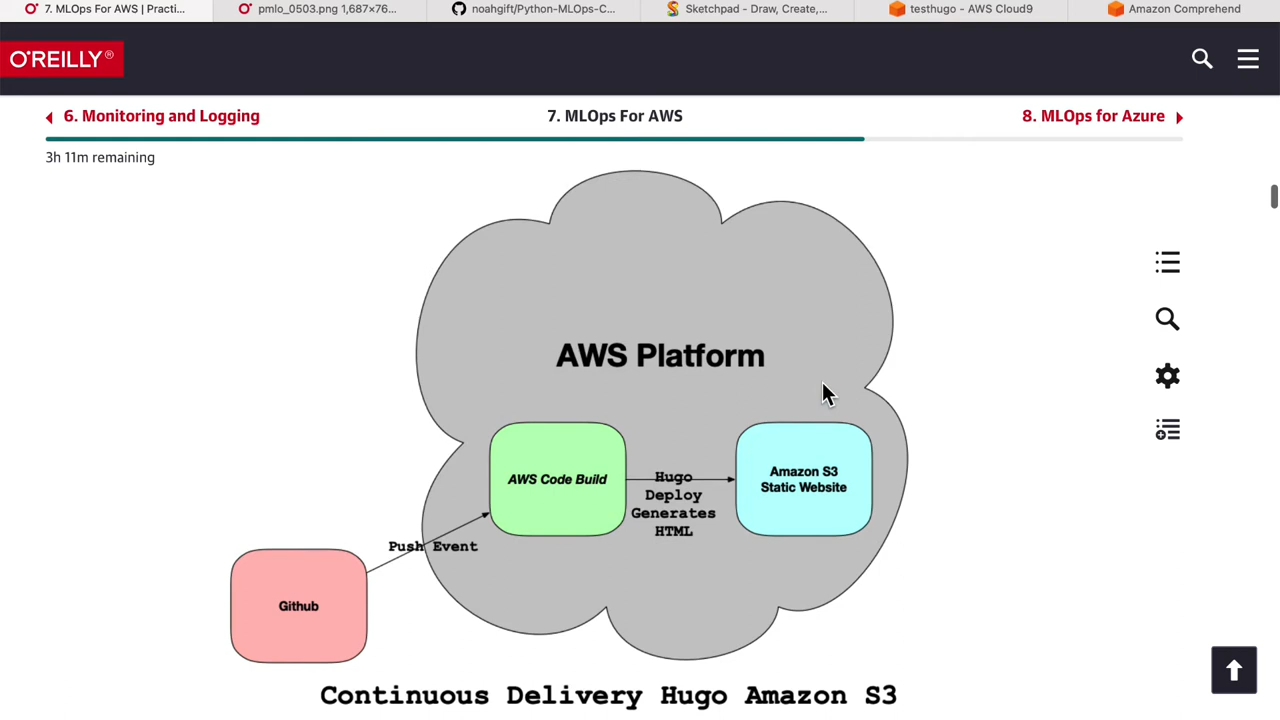 7. MLOps For AWS | Practi...
pmlo_0503.png 1,687×76...
noahgift/Python-MLOps-C...
Sketchpad - Draw, Create,...
testhugo - AWS Cloud9
Amazon Comprehend
O'REILLY®
6. Monitoring and Logging
7. MLOps For AWS
8. MLOps for Azure
3h 11m remaining
AWS Platform
AWS Code Build
Hugo
Deploy
Generates
HTML
Amazon S3
Static Website
Push Event
Github
Continuous Delivery Hugo Amazon S3